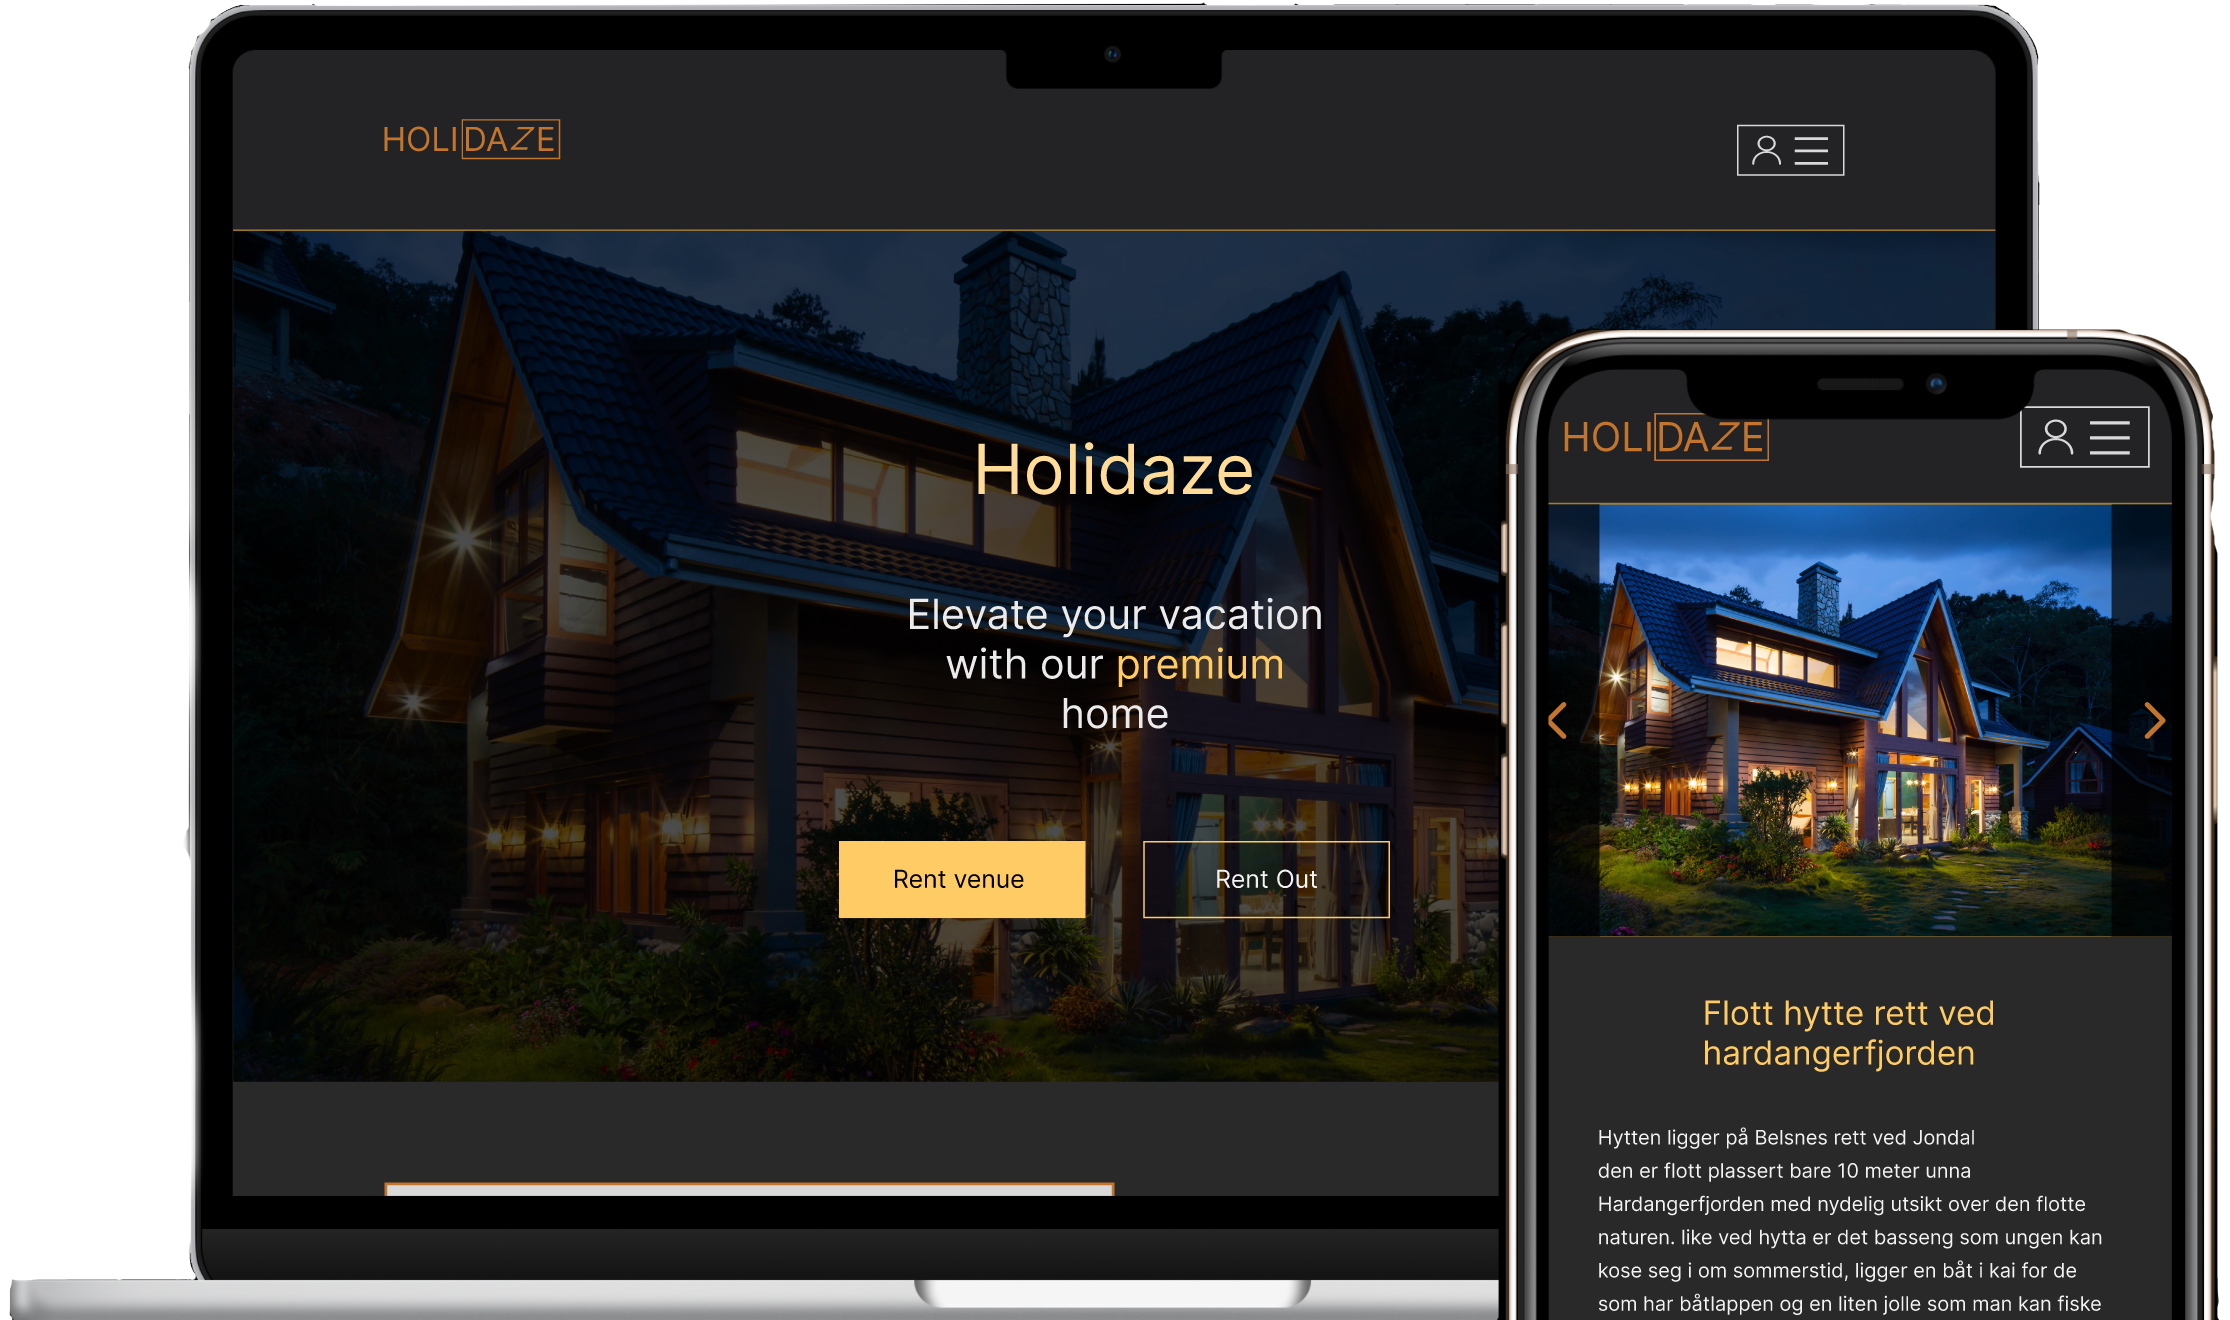 HOLIDAZE
Holidaze
Elevate your vacation
with our premium
home
Rent venue
Rent Out
HOLIDAZE
Flott hytte rett ved
hardangerfjorden
Hytten ligger på Belsnes rett ved Jondal
den er flott plassert bare 10 meter unna
Hardangerfjorden med nydelig utsikt over den flotte
naturen. like ved hytta er det basseng som ungen kan
kose seg i om sommerstid, ligger en båt i kai for de
som har båtlappen og en liten jolle som man kan fiske